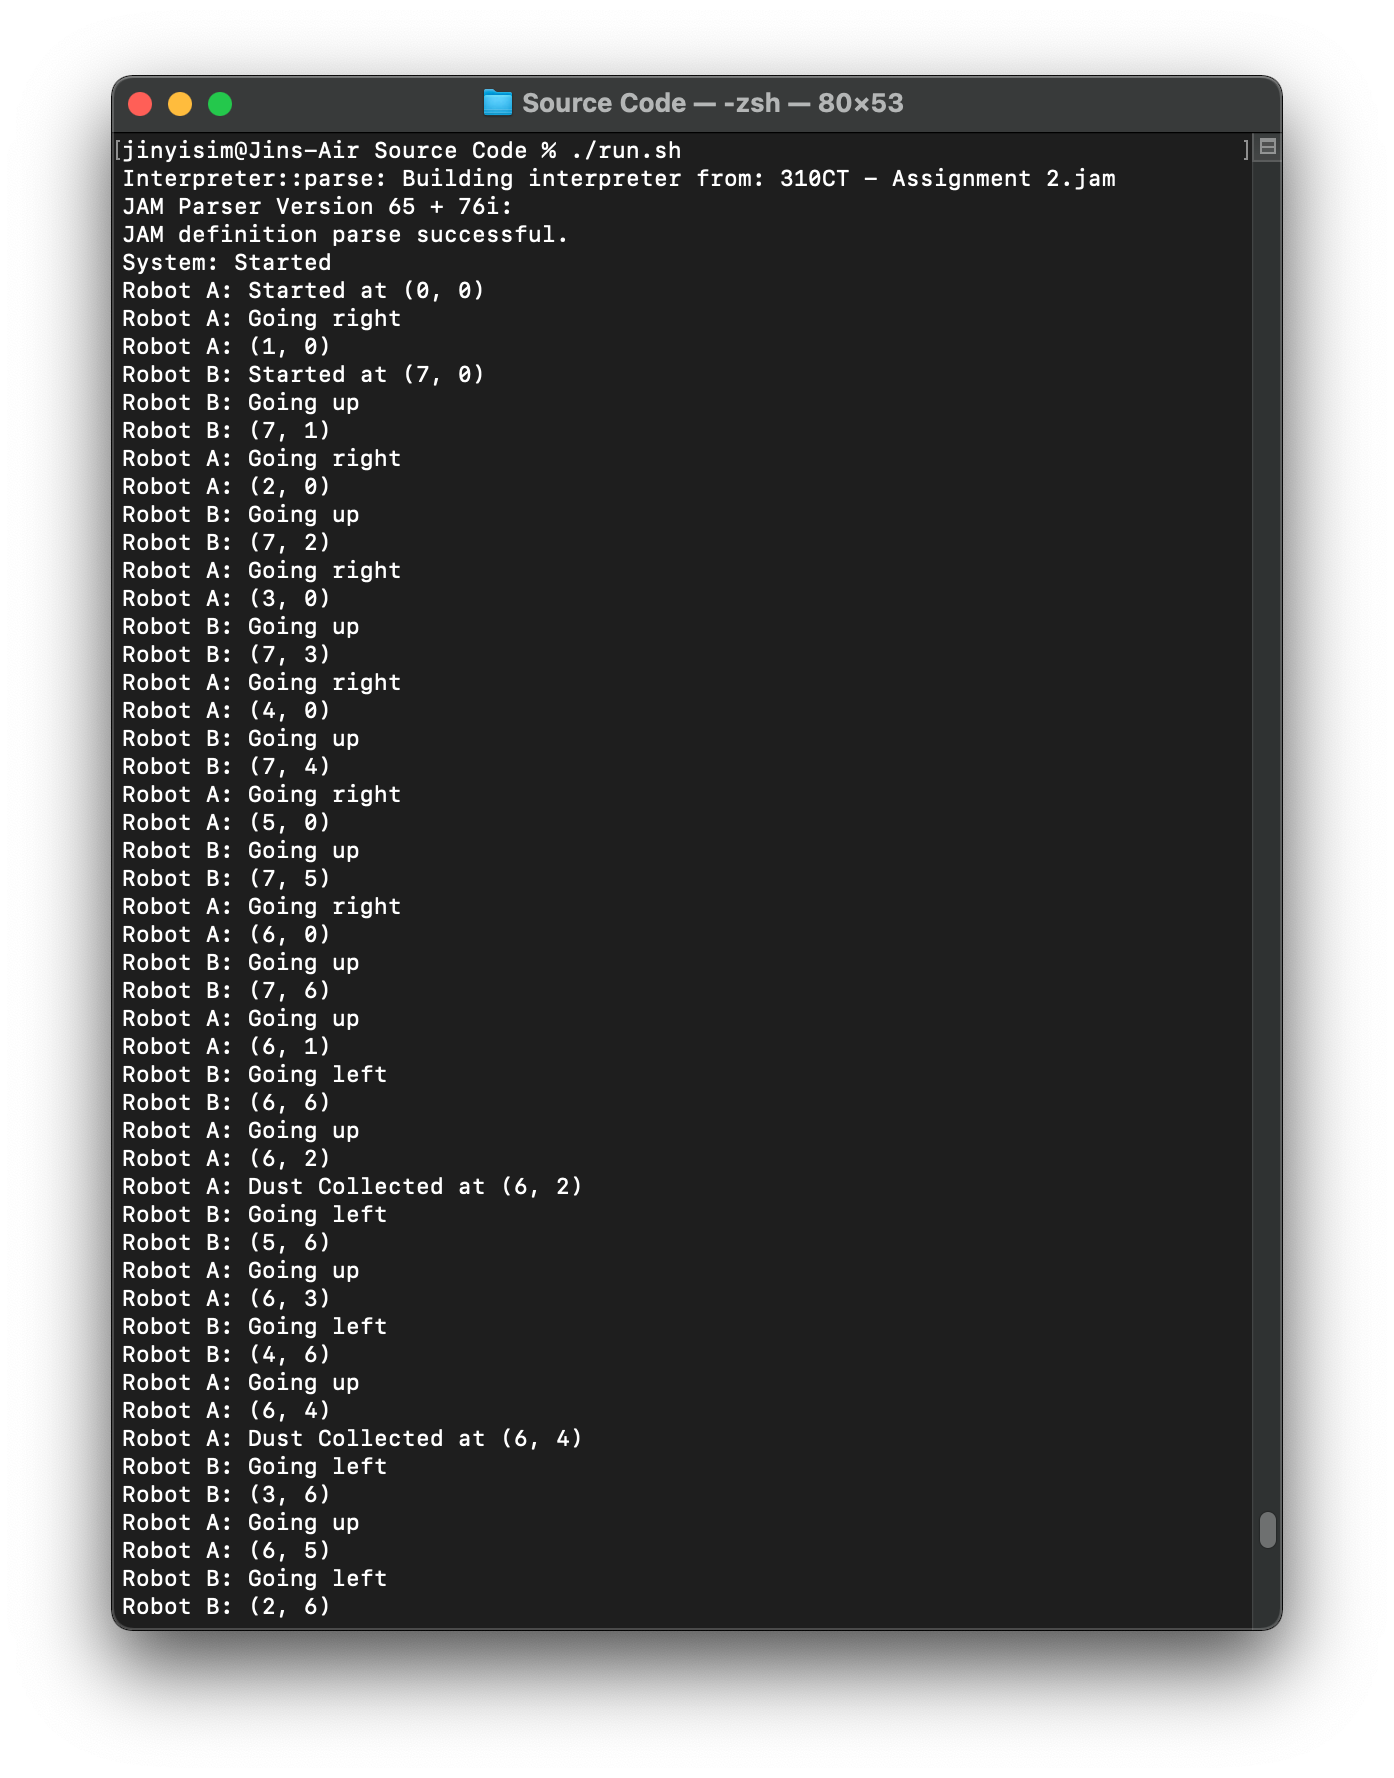 Source Code — -zsh — 80×53
[jinyisim@Jins-Air Source Code % ./run.sh ]
Interpreter::parse: Building interpreter from: 310CT - Assignment 2.jam
JAM Parser Version 65 + 76i:
JAM definition parse successful.
System: Started
Robot A: Started at (0, 0)
Robot A: Going right
Robot A: (1, 0)
Robot B: Started at (7, 0)
Robot B: Going up
Robot B: (7, 1)
Robot A: Going right
Robot A: (2, 0)
Robot B: Going up
Robot B: (7, 2)
Robot A: Going right
Robot A: (3, 0)
Robot B: Going up
Robot B: (7, 3)
Robot A: Going right
Robot A: (4, 0)
Robot B: Going up
Robot B: (7, 4)
Robot A: Going right
Robot A: (5, 0)
Robot B: Going up
Robot B: (7, 5)
Robot A: Going right
Robot A: (6, 0)
Robot B: Going up
Robot B: (7, 6)
Robot A: Going up
Robot A: (6, 1)
Robot B: Going left
Robot B: (6, 6)
Robot A: Going up
Robot A: (6, 2)
Robot A: Dust Collected at (6, 2)
Robot B: Going left
Robot B: (5, 6)
Robot A: Going up
Robot A: (6, 3)
Robot B: Going left
Robot B: (4, 6)
Robot A: Going up
Robot A: (6, 4)
Robot A: Dust Collected at (6, 4)
Robot B: Going left
Robot B: (3, 6)
Robot A: Going up
Robot A: (6, 5)
Robot B: Going left
Robot B: (2, 6)